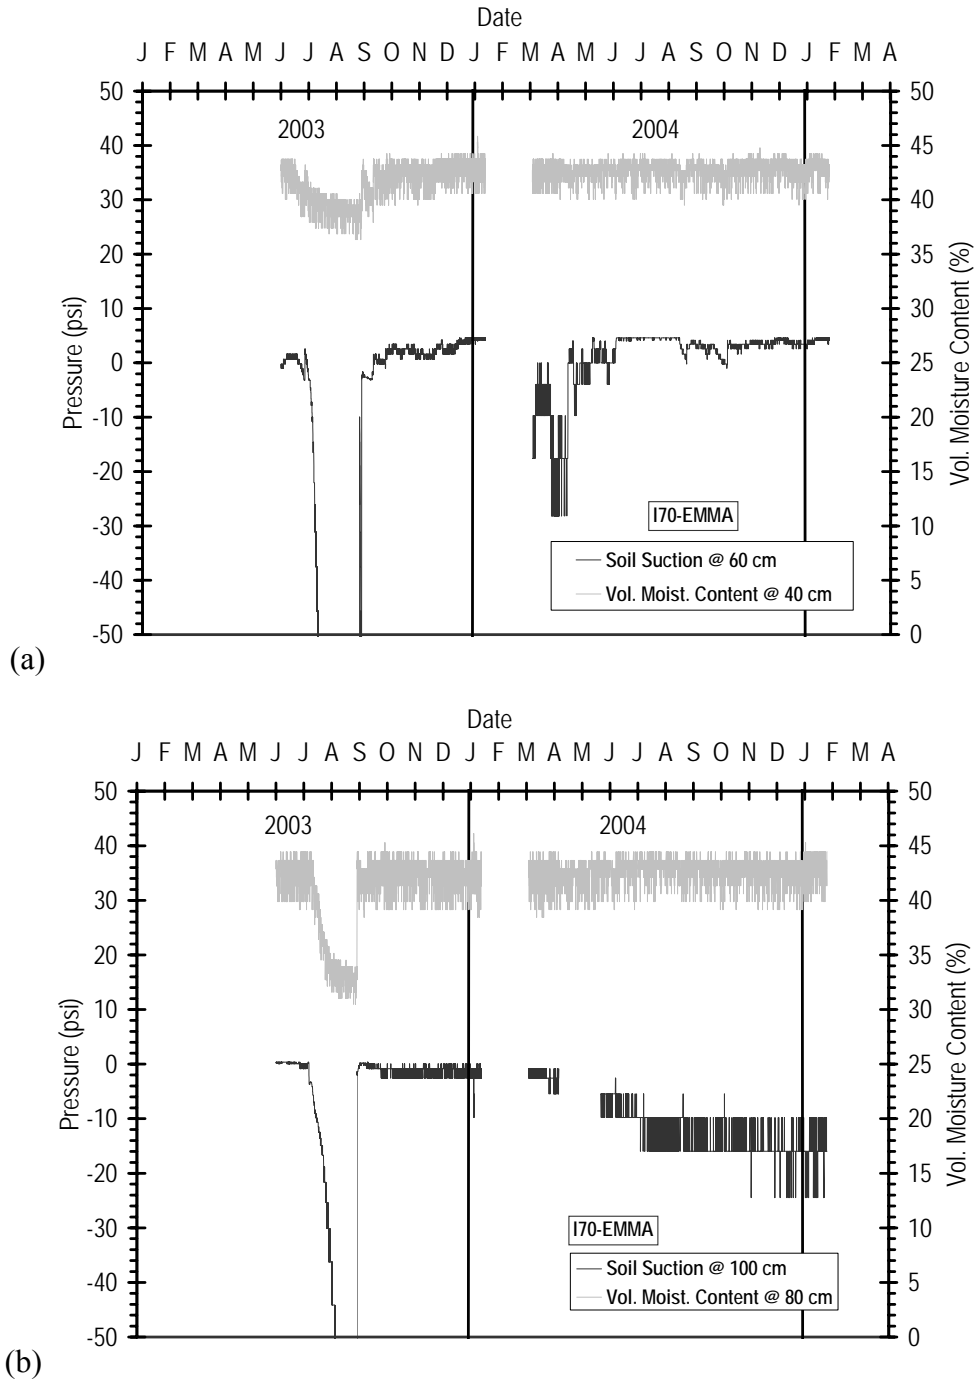 Date
J F M A M J J A S O N D J F M A M J J A S O N D J F M A
50 50
2003 2004
40 45
30 40
20 35
10 30
0 25
-10 20
-20 15
-30 10
-40 5
-50 0
Pressure (psi)
Vol. Moisture Content (%)
I70-EMMA
Soil Suction @ 60 cm
Vol. Moist. Content @ 40 cm
(a)
Date
J F M A M J J A S O N D J F M A M J J A S O N D J F M A
50 50
2003 2004
40 45
30 40
20 35
10 30
0 25
-10 20
-20 15
-30 10
-40 5
-50 0
Pressure (psi)
Vol. Moisture Content (%)
I70-EMMA
Soil Suction @ 100 cm
Vol. Moist. Content @ 80 cm
(b)